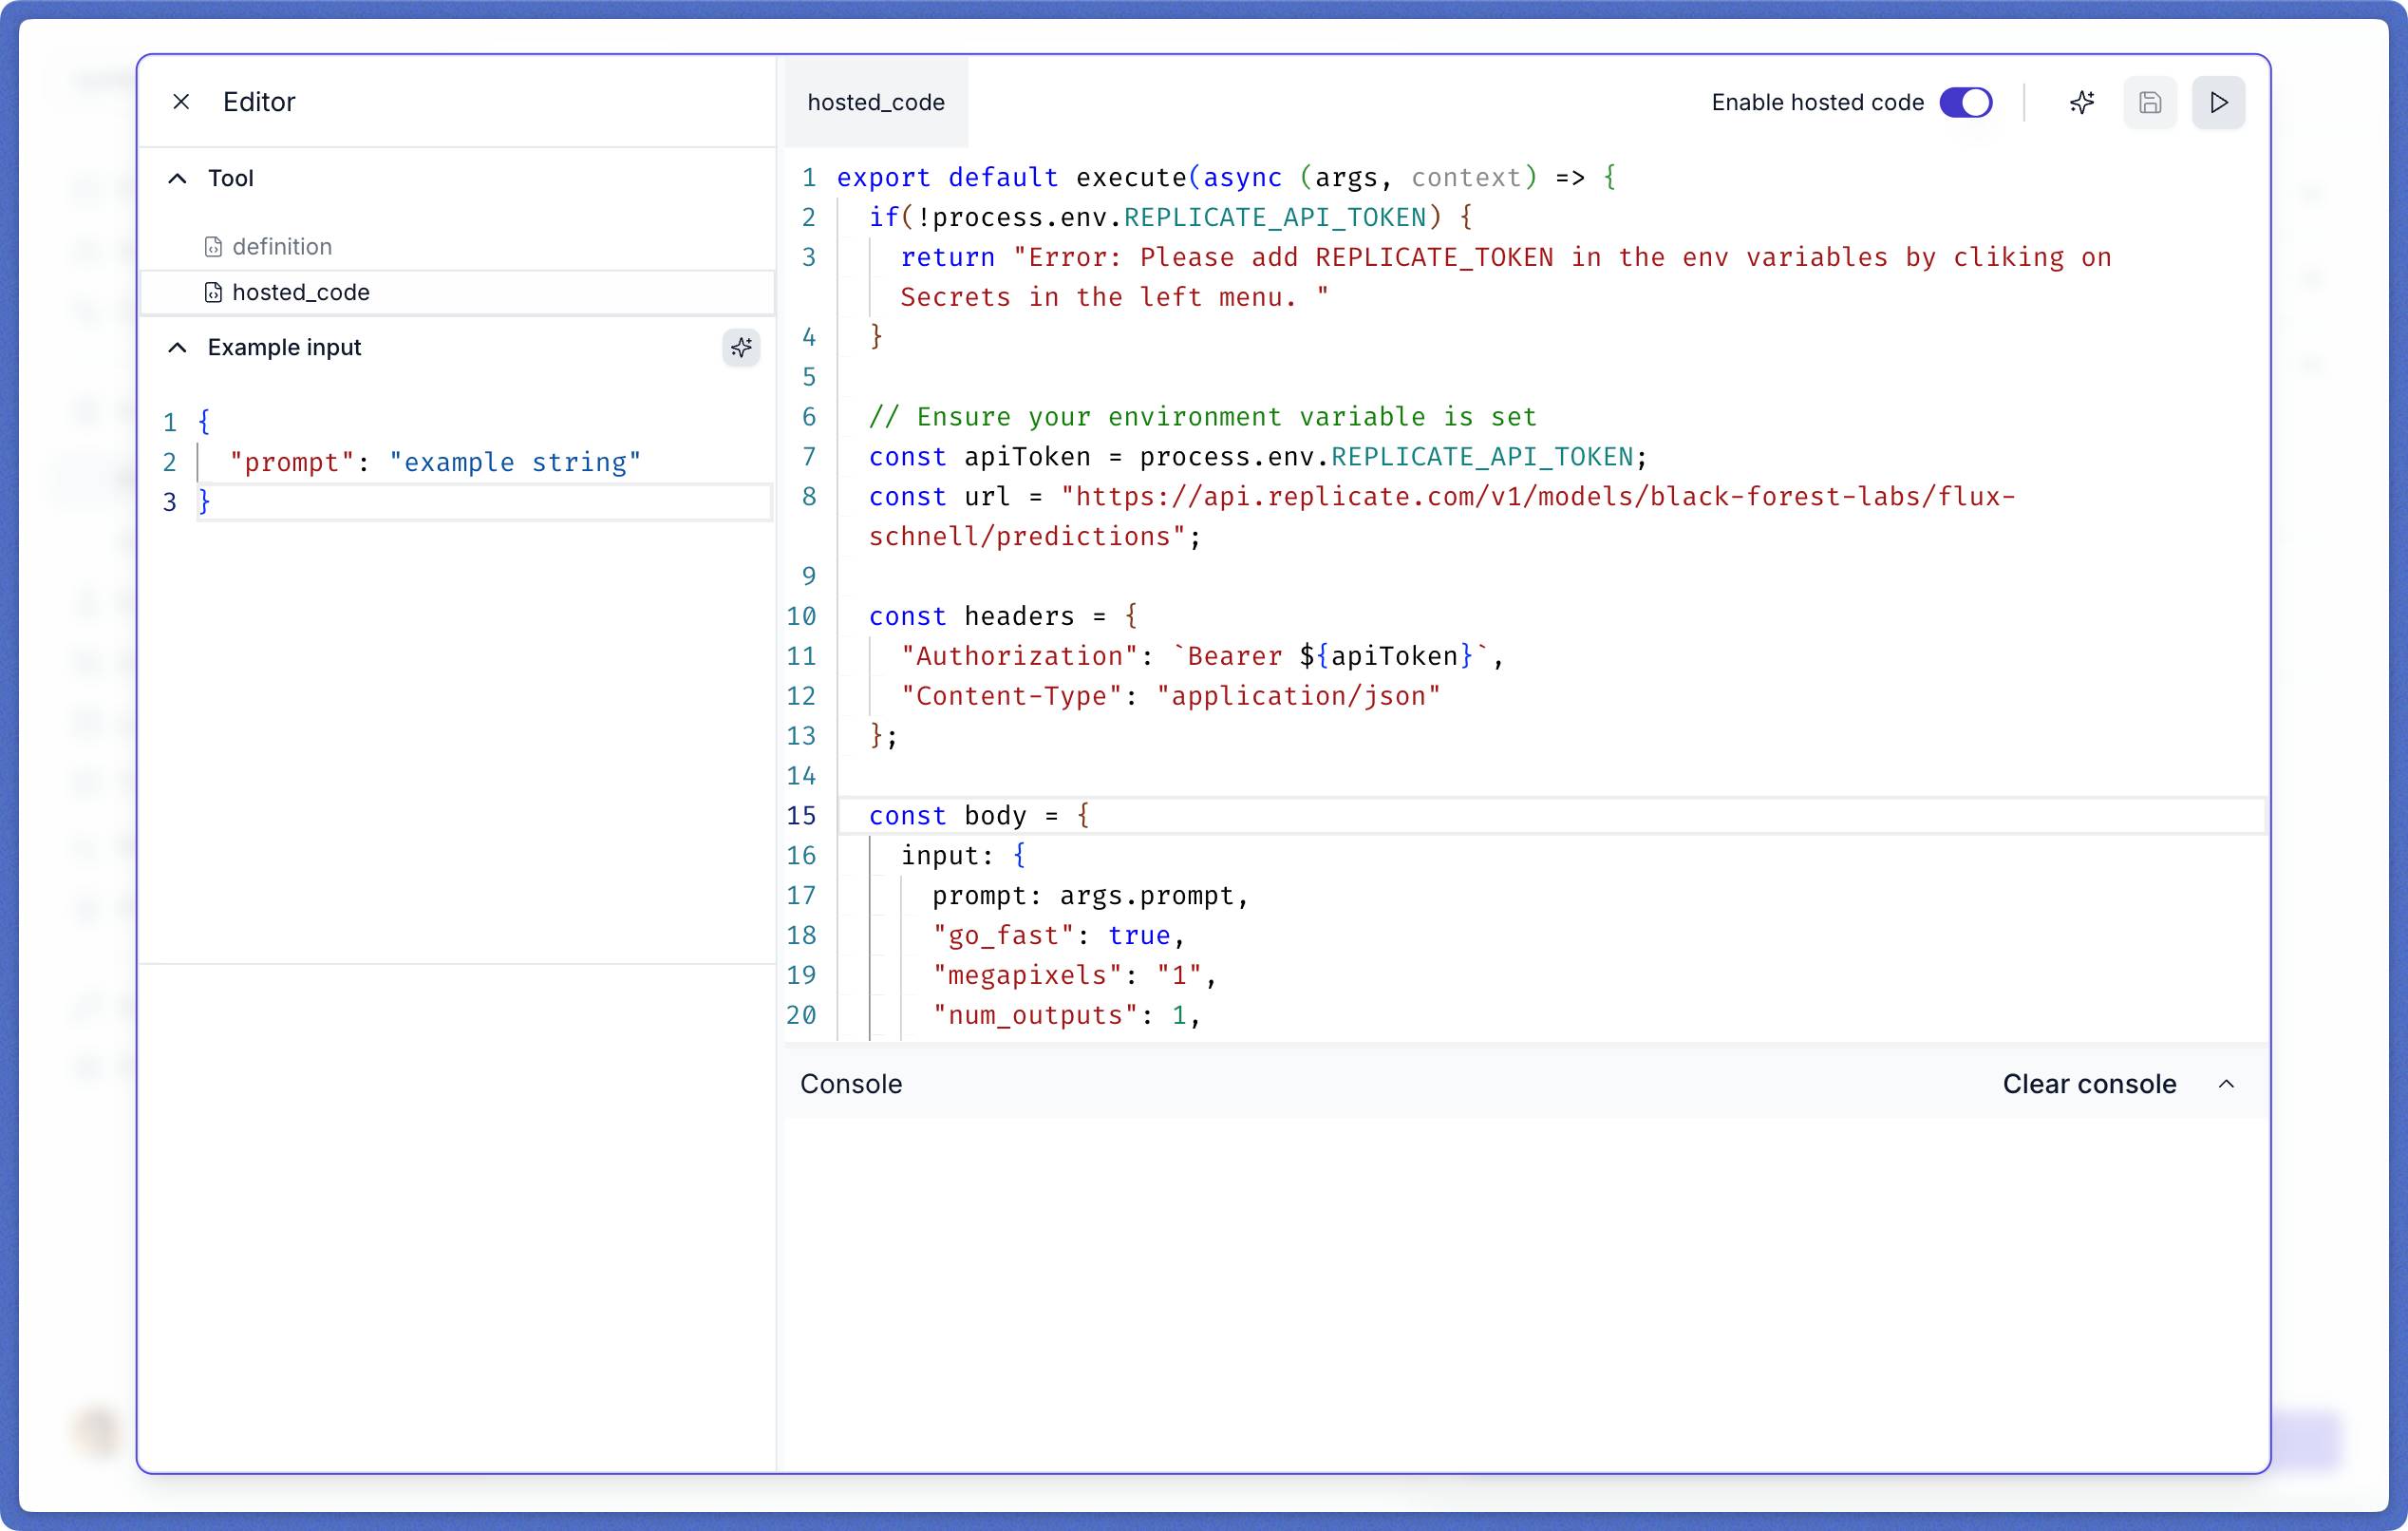 Editor
Tool
definition
hosted_code
Example input
1 {
2   "prompt": "example string"
3 }
hosted_code
Enable hosted code
1 export default execute(async (args, context) => {
2   if(!process.env.REPLICATE_API_TOKEN) {
3     return "Error: Please add REPLICATE_TOKEN in the env variables by cliking on
    Secrets in the left menu. "
4   }
5
6   // Ensure your environment variable is set
7   const apiToken = process.env.REPLICATE_API_TOKEN;
8   const url = "https://api.replicate.com/v1/models/black-forest-labs/flux-
  schnell/predictions";
9
10   const headers = {
11     "Authorization": `Bearer ${apiToken}`,
12     "Content-Type": "application/json"
13   };
14
15   const body = {
16     input: {
17       prompt: args.prompt,
18       "go_fast": true,
19       "megapixels": "1",
20       "num_outputs": 1,
Console
Clear console